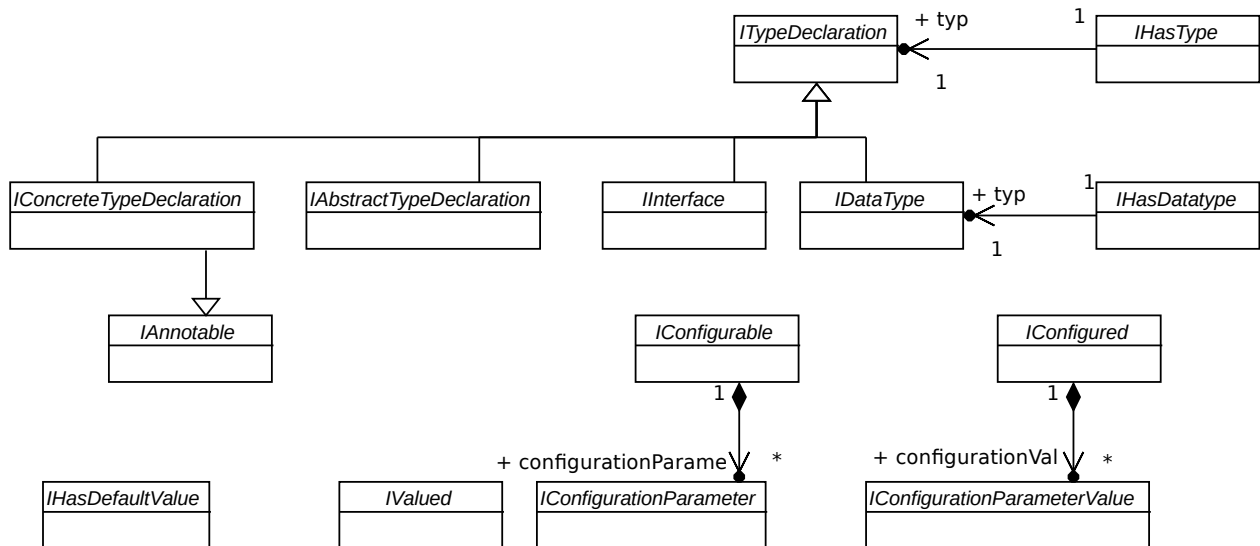 + typ
1
ITypeDeclaration
IHasType
1
IConcreteTypeDeclaration
IAbstractTypeDeclaration
IInterface
IDataType
+ typ
1
IHasDatatype
1
IAnnotable
IConfigurable
IConfigured
1
1
+ configurationParame
*
+ configurationVal
*
IHasDefaultValue
IValued
IConfigurationParameter
IConfigurationParameterValue